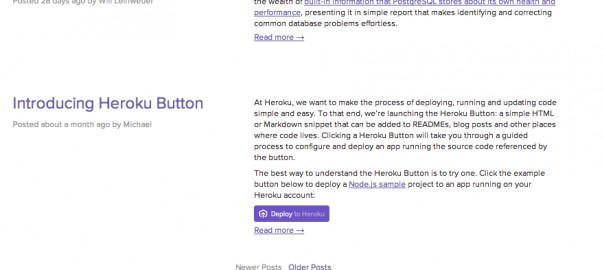 Posted 28 days ago by Will Leinweber
the wealth of built-in information that PostgreSQL stores about its own health and
performance, presenting it in simple report that makes identifying and correcting
common database problems effortless.
Read more →
Introducing Heroku Button
Posted about a month ago by Michael
At Heroku, we want to make the process of deploying, running and updating code
simple and easy. To that end, we're launching the Heroku Button: a simple HTML
or Markdown snippet that can be added to READMEs, blog posts and other places
where code lives. Clicking a Heroku Button will take you through a guided
process to configure and deploy an app running the source code referenced by
the button.
The best way to understand the Heroku Button is to try one. Click the example
button below to deploy a Node.js sample project to an app running on your
Heroku account:
Deploy to Heroku
Read more →
Newer Posts Older Posts